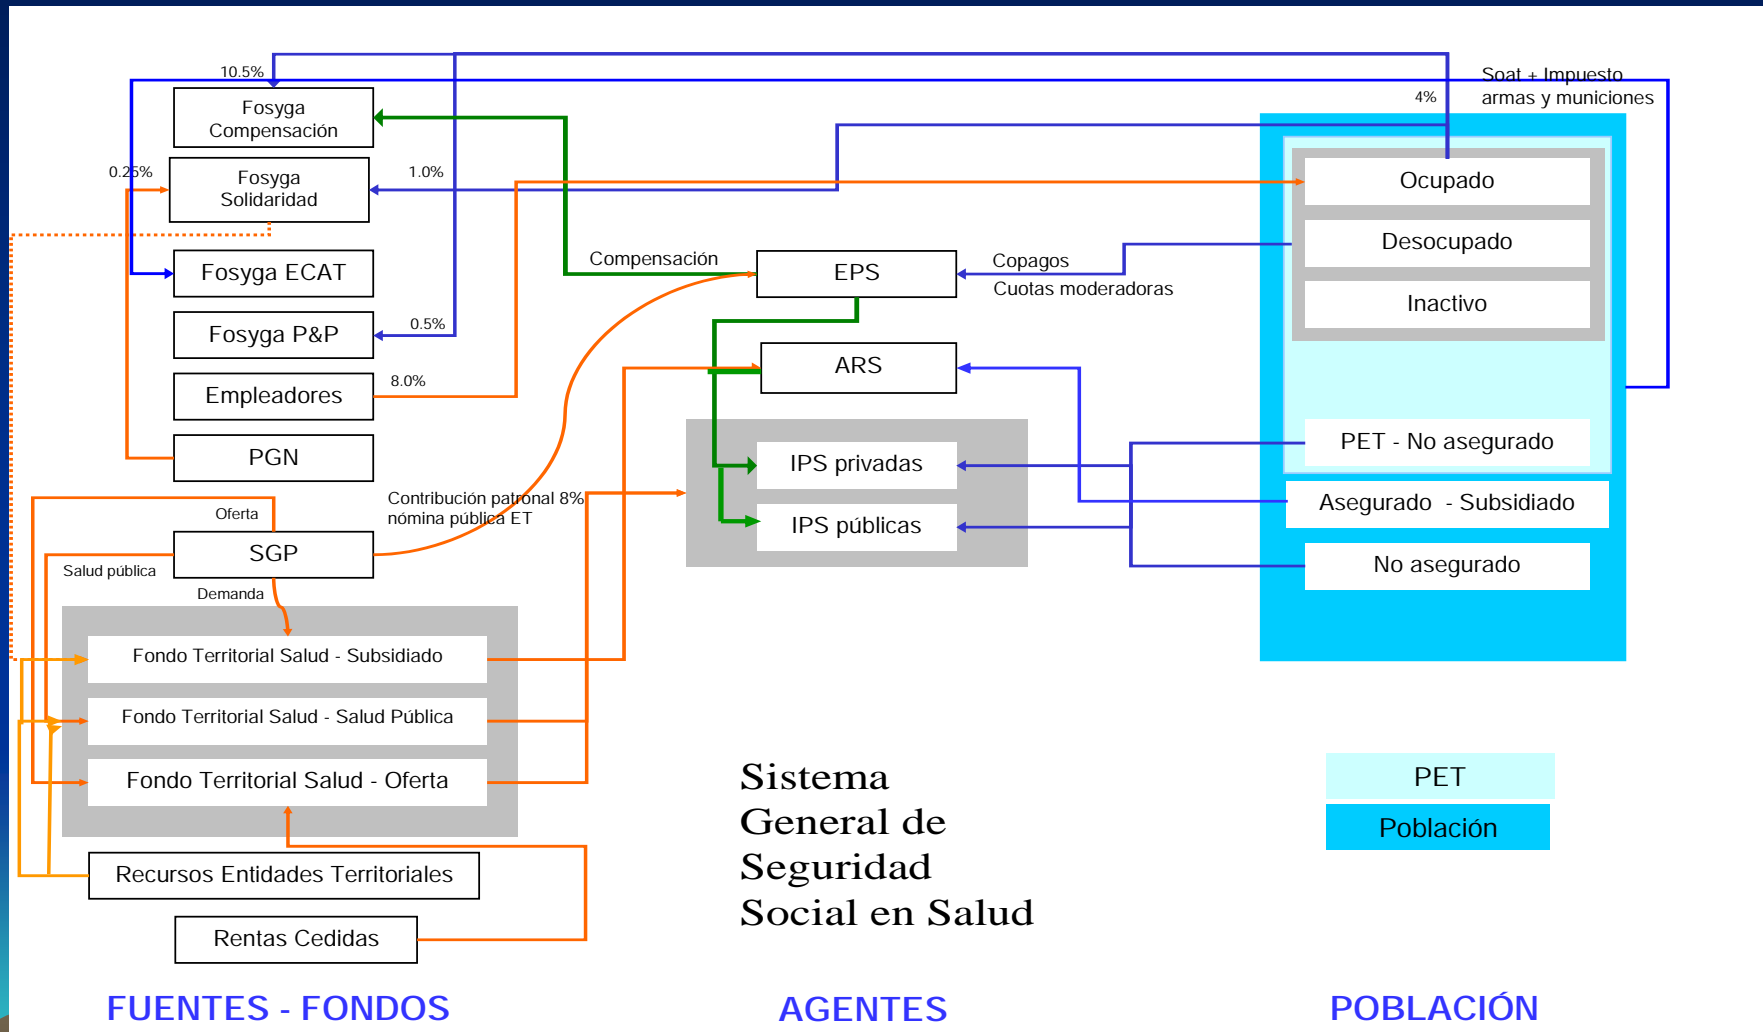 10.5%
Soat + Impuesto
armas y municiones
4%
Fosyga
Compensación
0.25%
Fosyga
Solidaridad
1.0%
Ocupado
Desocupado
Inactivo
Compensación
EPS
Copagos
Cuotas moderadoras
Fosyga ECAT
Fosyga P&P
0.5%
ARS
Empleadores
8.0%
PGN
IPS privadas
PET - No asegurado
Contribución patronal 8%
nómina pública ET
Oferta
IPS públicas
Asegurado - Subsidiado
SGP
Salud pública
Demanda
No asegurado
Fondo Territorial Salud - Subsidiado
Fondo Territorial Salud - Salud Pública
Fondo Territorial Salud - Oferta
Recursos Entidades Territoriales
Rentas Cedidas
Sistema
General de
Seguridad
Social en Salud
PET
Población
FUENTES - FONDOS
AGENTES
POBLACIÓN